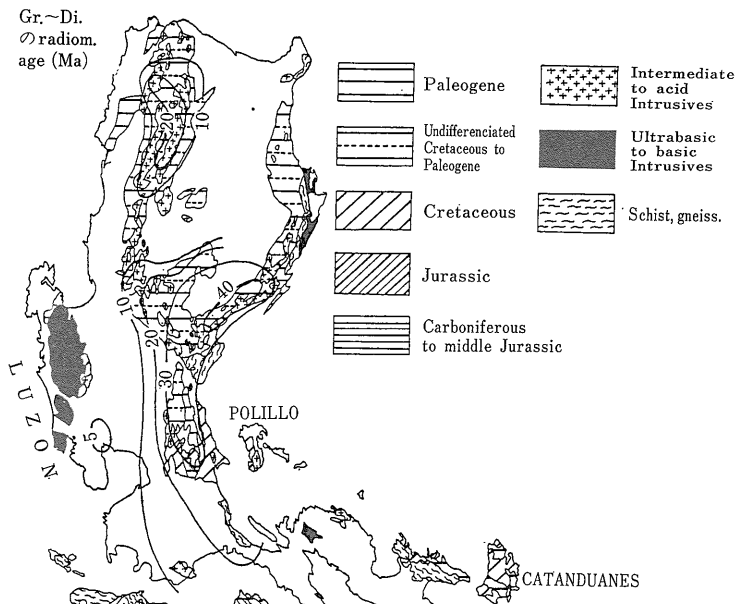 Gr.～Di.
の radiom.
age (Ma)
Paleogene
Undifferenciated
Cretaceous to
Paleogene
Cretaceous
Jurassic
Carboniferous
to middle Jurassic
Intermediate
to acid
Intrusives
Ultrabasic
to basic
Intrusives
Schist, gneiss.
20
10
40
10
20
30
5
LUZON
POLILLO
CATANDUANES